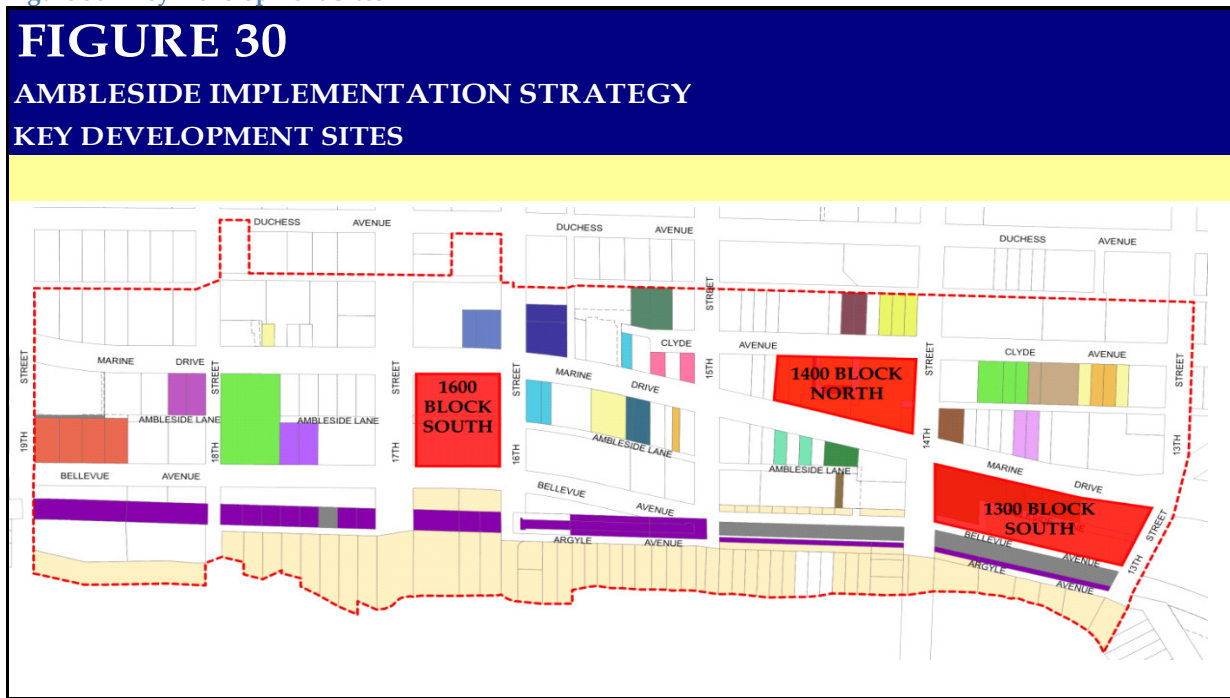 FIGURE 30
AMBLESIDE IMPLEMENTATION STRATEGY
KEY DEVELOPMENT SITES
DUCHESS AVENUE
DUCHESS AVENUE
DUCHESS AVENUE
STREET
CLYDE AVENUE
CLYDE AVENUE
15TH
STREET
19TH
MARINE DRIVE
STREET
18TH
STREET
17TH
STREET
16TH
MARINE DRIVE
STREET
14TH
STREET
13TH
1600
BLOCK
SOUTH
1400 BLOCK
NORTH
AMBLESIDE LANE
AMBLESIDE LANE
AMBLESIDE LANE
AMBLESIDE LANE
MARINE DRIVE
BELLEVUE AVENUE
BELLEVUE AVENUE
1300 BLOCK
SOUTH
BELLEVUE AVENUE
STREET
13TH
ARGYLE AVENUE
ARGYLE AVENUE